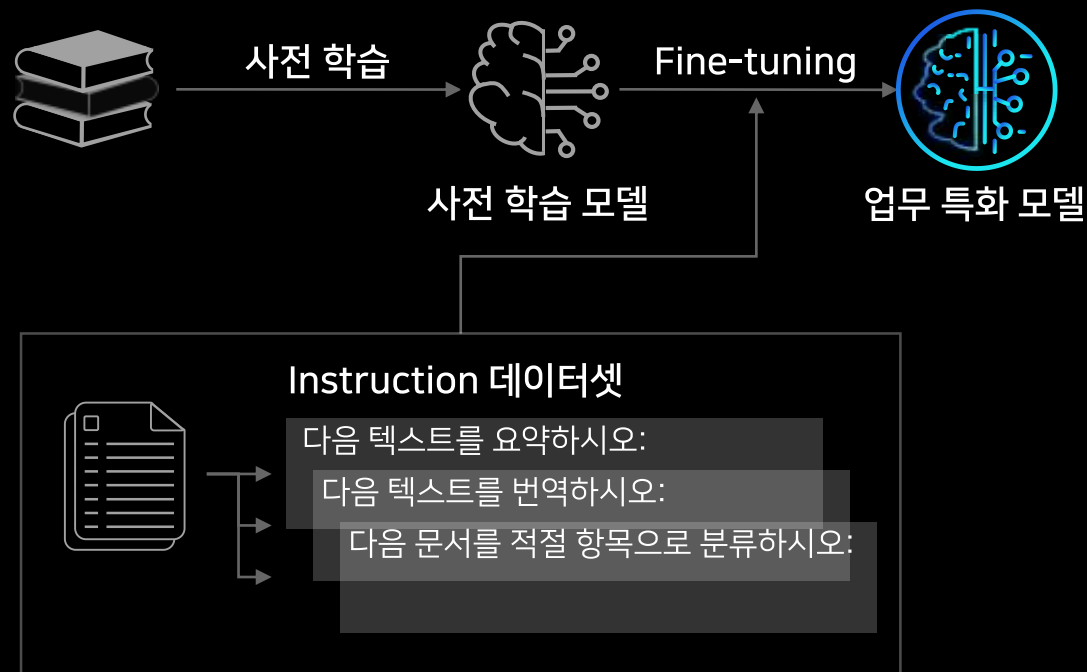 사전 학습
Fine-tuning
사전 학습 모델
업무 특화 모델
Instruction 데이터셋
다음 텍스트를 요약하시오:
다음 텍스트를 번역하시오:
다음 문서를 적절 항목으로 분류하시오: